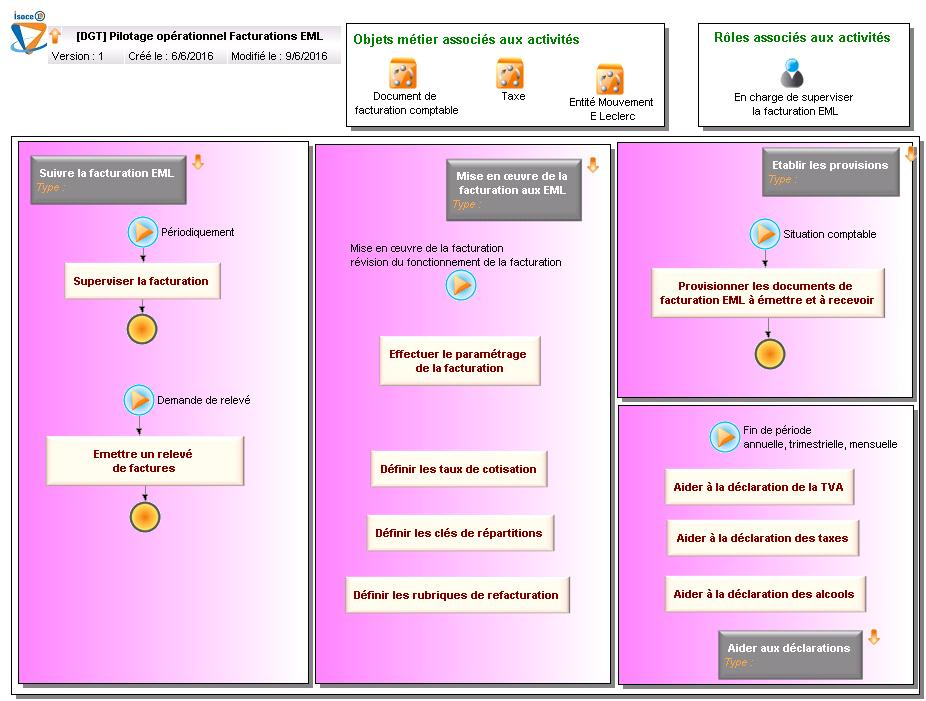 isoce
[DGT] Pilotage opérationnel Facturations EML
Version : 1 Créé le : 6/6/2016 Modifié le : 9/6/2016
Objets métier associés aux activités
Document de
facturation comptable
Taxe
Entité Mouvement
E Leclerc
Rôles associés aux activités
En charge de superviser
la facturation EML
Suivre la facturation EML
Type :
Périodiquement
Superviser la facturation
Demande de relevé
Emettre un relevé
de factures
Mise en œuvre de la
facturation aux EML
Type :
Mise en œuvre de la facturation
révision du fonctionnement de la facturation
Effectuer le paramétrage
de la facturation
Définir les taux de cotisation
Définir les clés de répartitions
Définir les rubriques de refacturation
Etablir les provisions
Type :
Situation comptable
Provisionner les documents de
facturation EML à émettre et à recevoir
Fin de période
annuelle, trimestrielle, mensuelle
Aider à la déclaration de la TVA
Aider à la déclaration des taxes
Aider à la déclaration des alcools
Aider aux déclarations
Type :